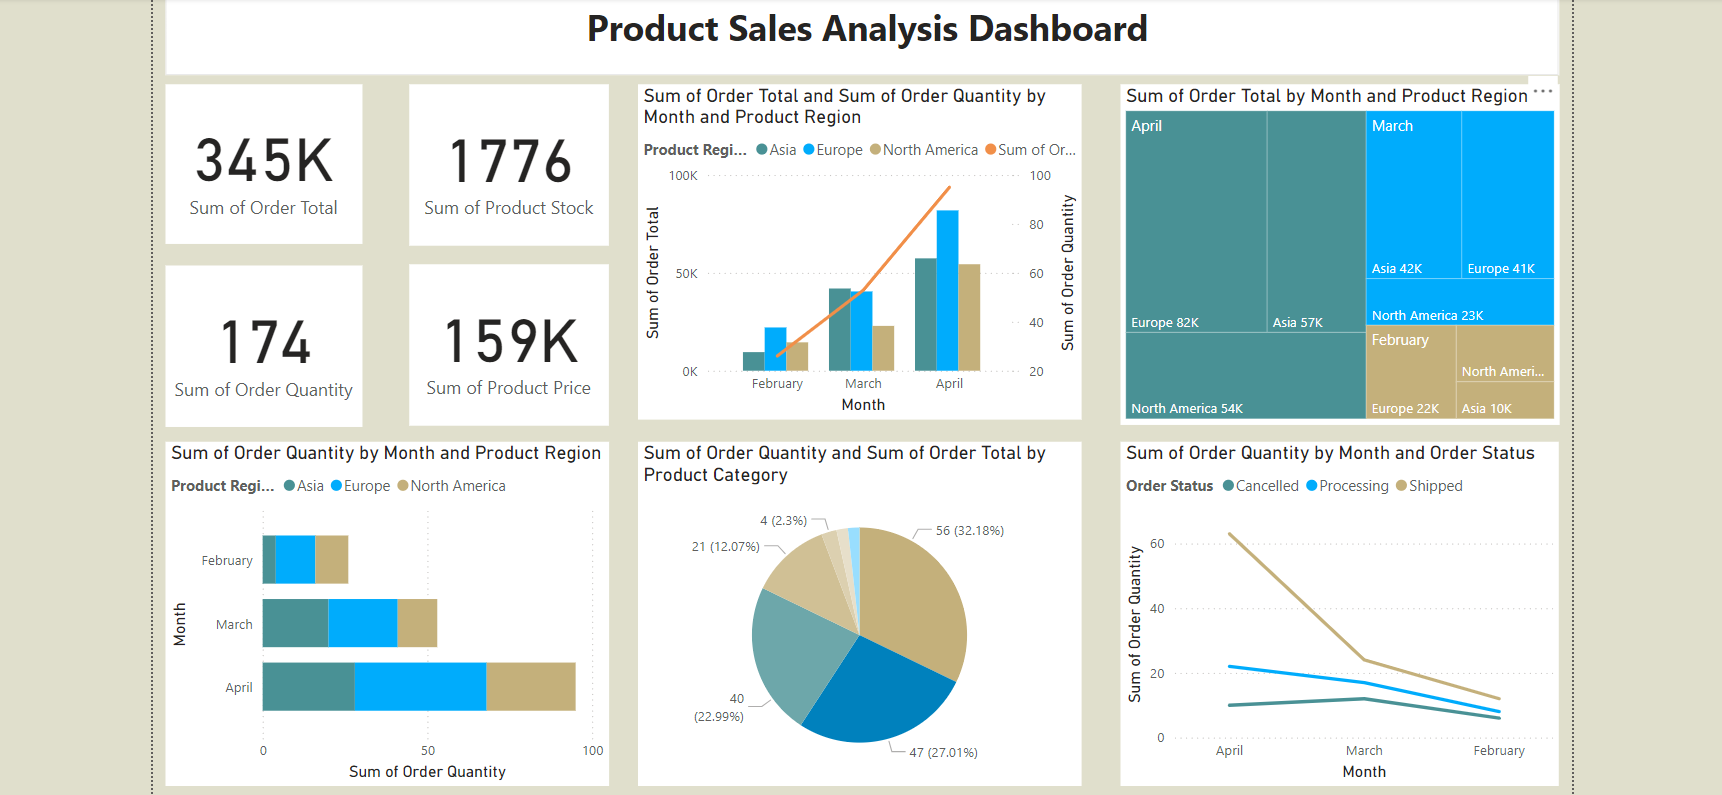 Product Sales Analysis Dashboard
345K
Sum of Order Total
1776
Sum of Product Stock
174
Sum of Order Quantity
159K
Sum of Product Price
Sum of Order Total and Sum of Order Quantity by
Month and Product Region
Product Regi... Asia Europe North America Sum of Or...
100K
50K
0K
Sum of Order Total
100
80
60
40
20
Sum of Order Quantity
February March April
Month
Sum of Order Total by Month and Product Region
April
Europe 82K
Asia 57K
North America 54K
March
Asia 42K
Europe 41K
North America 23K
February
Europe 22K
North Ameri...
Asia 10K
Sum of Order Quantity by Month and Product Region
Product Regi... Asia Europe North America
Month
February
March
April
0 50 100
Sum of Order Quantity
Sum of Order Quantity and Sum of Order Total by
Product Category
4 (2.3%)
56 (32.18%)
21 (12.07%)
40
(22.99%)
47 (27.01%)
Sum of Order Quantity by Month and Order Status
Order Status Cancelled Processing Shipped
Sum of Order Quantity
60
40
20
0
April March February
Month